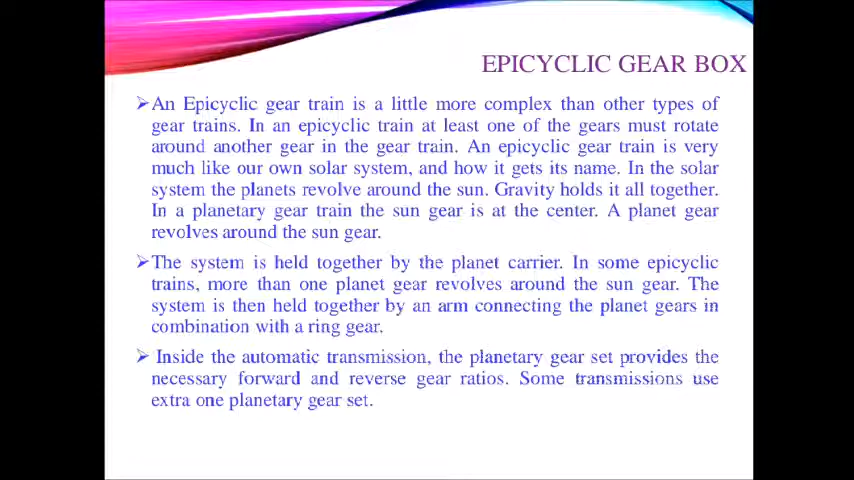 EPICYCLIC GEAR BOX
➢An Epicyclic gear train is a little more complex than other types of
gear trains. In an epicyclic train at least one of the gears must rotate
around another gear in the gear train. An epicyclic gear train is very
much like our own solar system, and how it gets its name. In the solar
system the planets revolve around the sun. Gravity holds it all together.
In a planetary gear train the sun gear is at the center. A planet gear
revolves around the sun gear.
➢The system is held together by the planet carrier. In some epicyclic
trains, more than one planet gear revolves around the sun gear. The
system is then held together by an arm connecting the planet gears in
combination with a ring gear.
➢ Inside the automatic transmission, the planetary gear set provides the
necessary forward and reverse gear ratios. Some transmissions use
extra one planetary gear set.